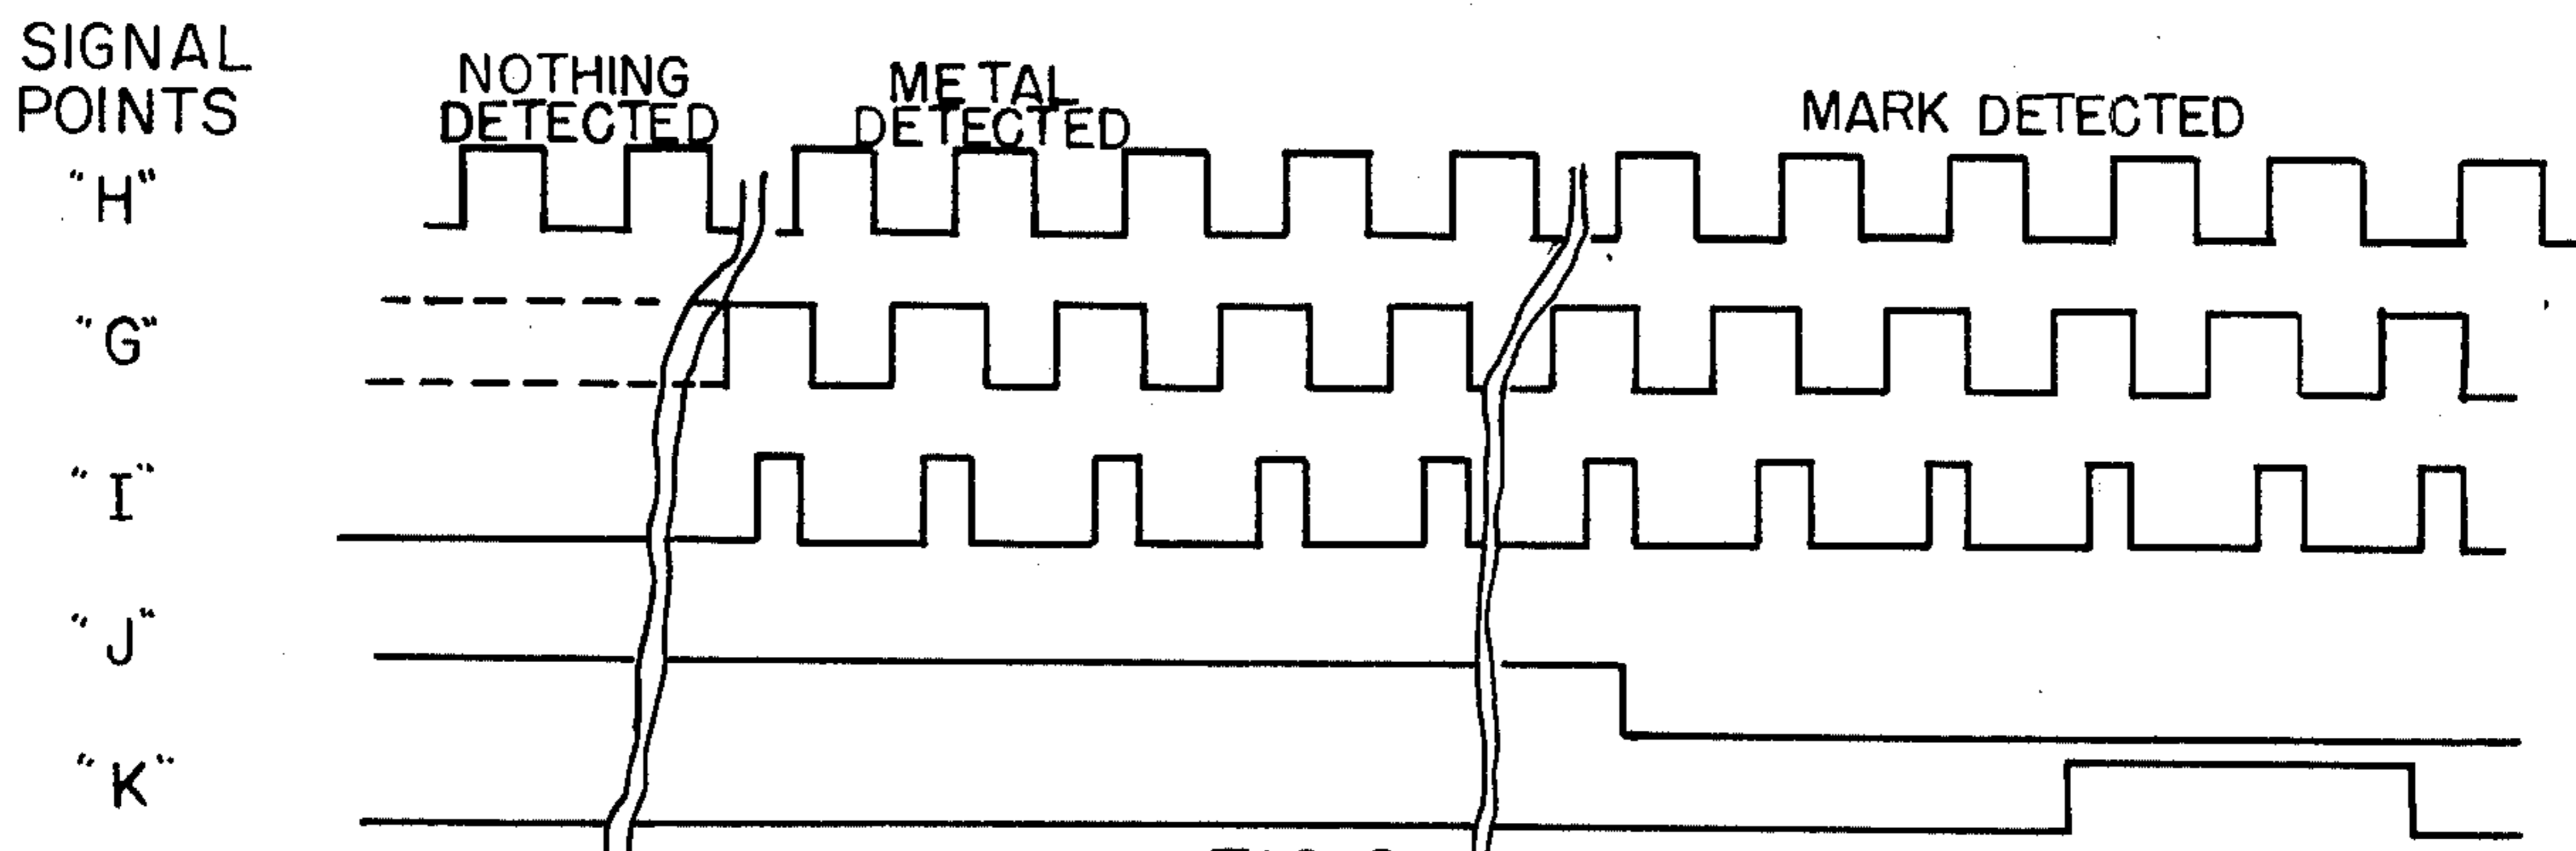 SIGNAL
POINTS
NOTHING
DETECTED
METAL
DETECTED
MARK DETECTED
"H"
"G"
"I"
"J"
"K"